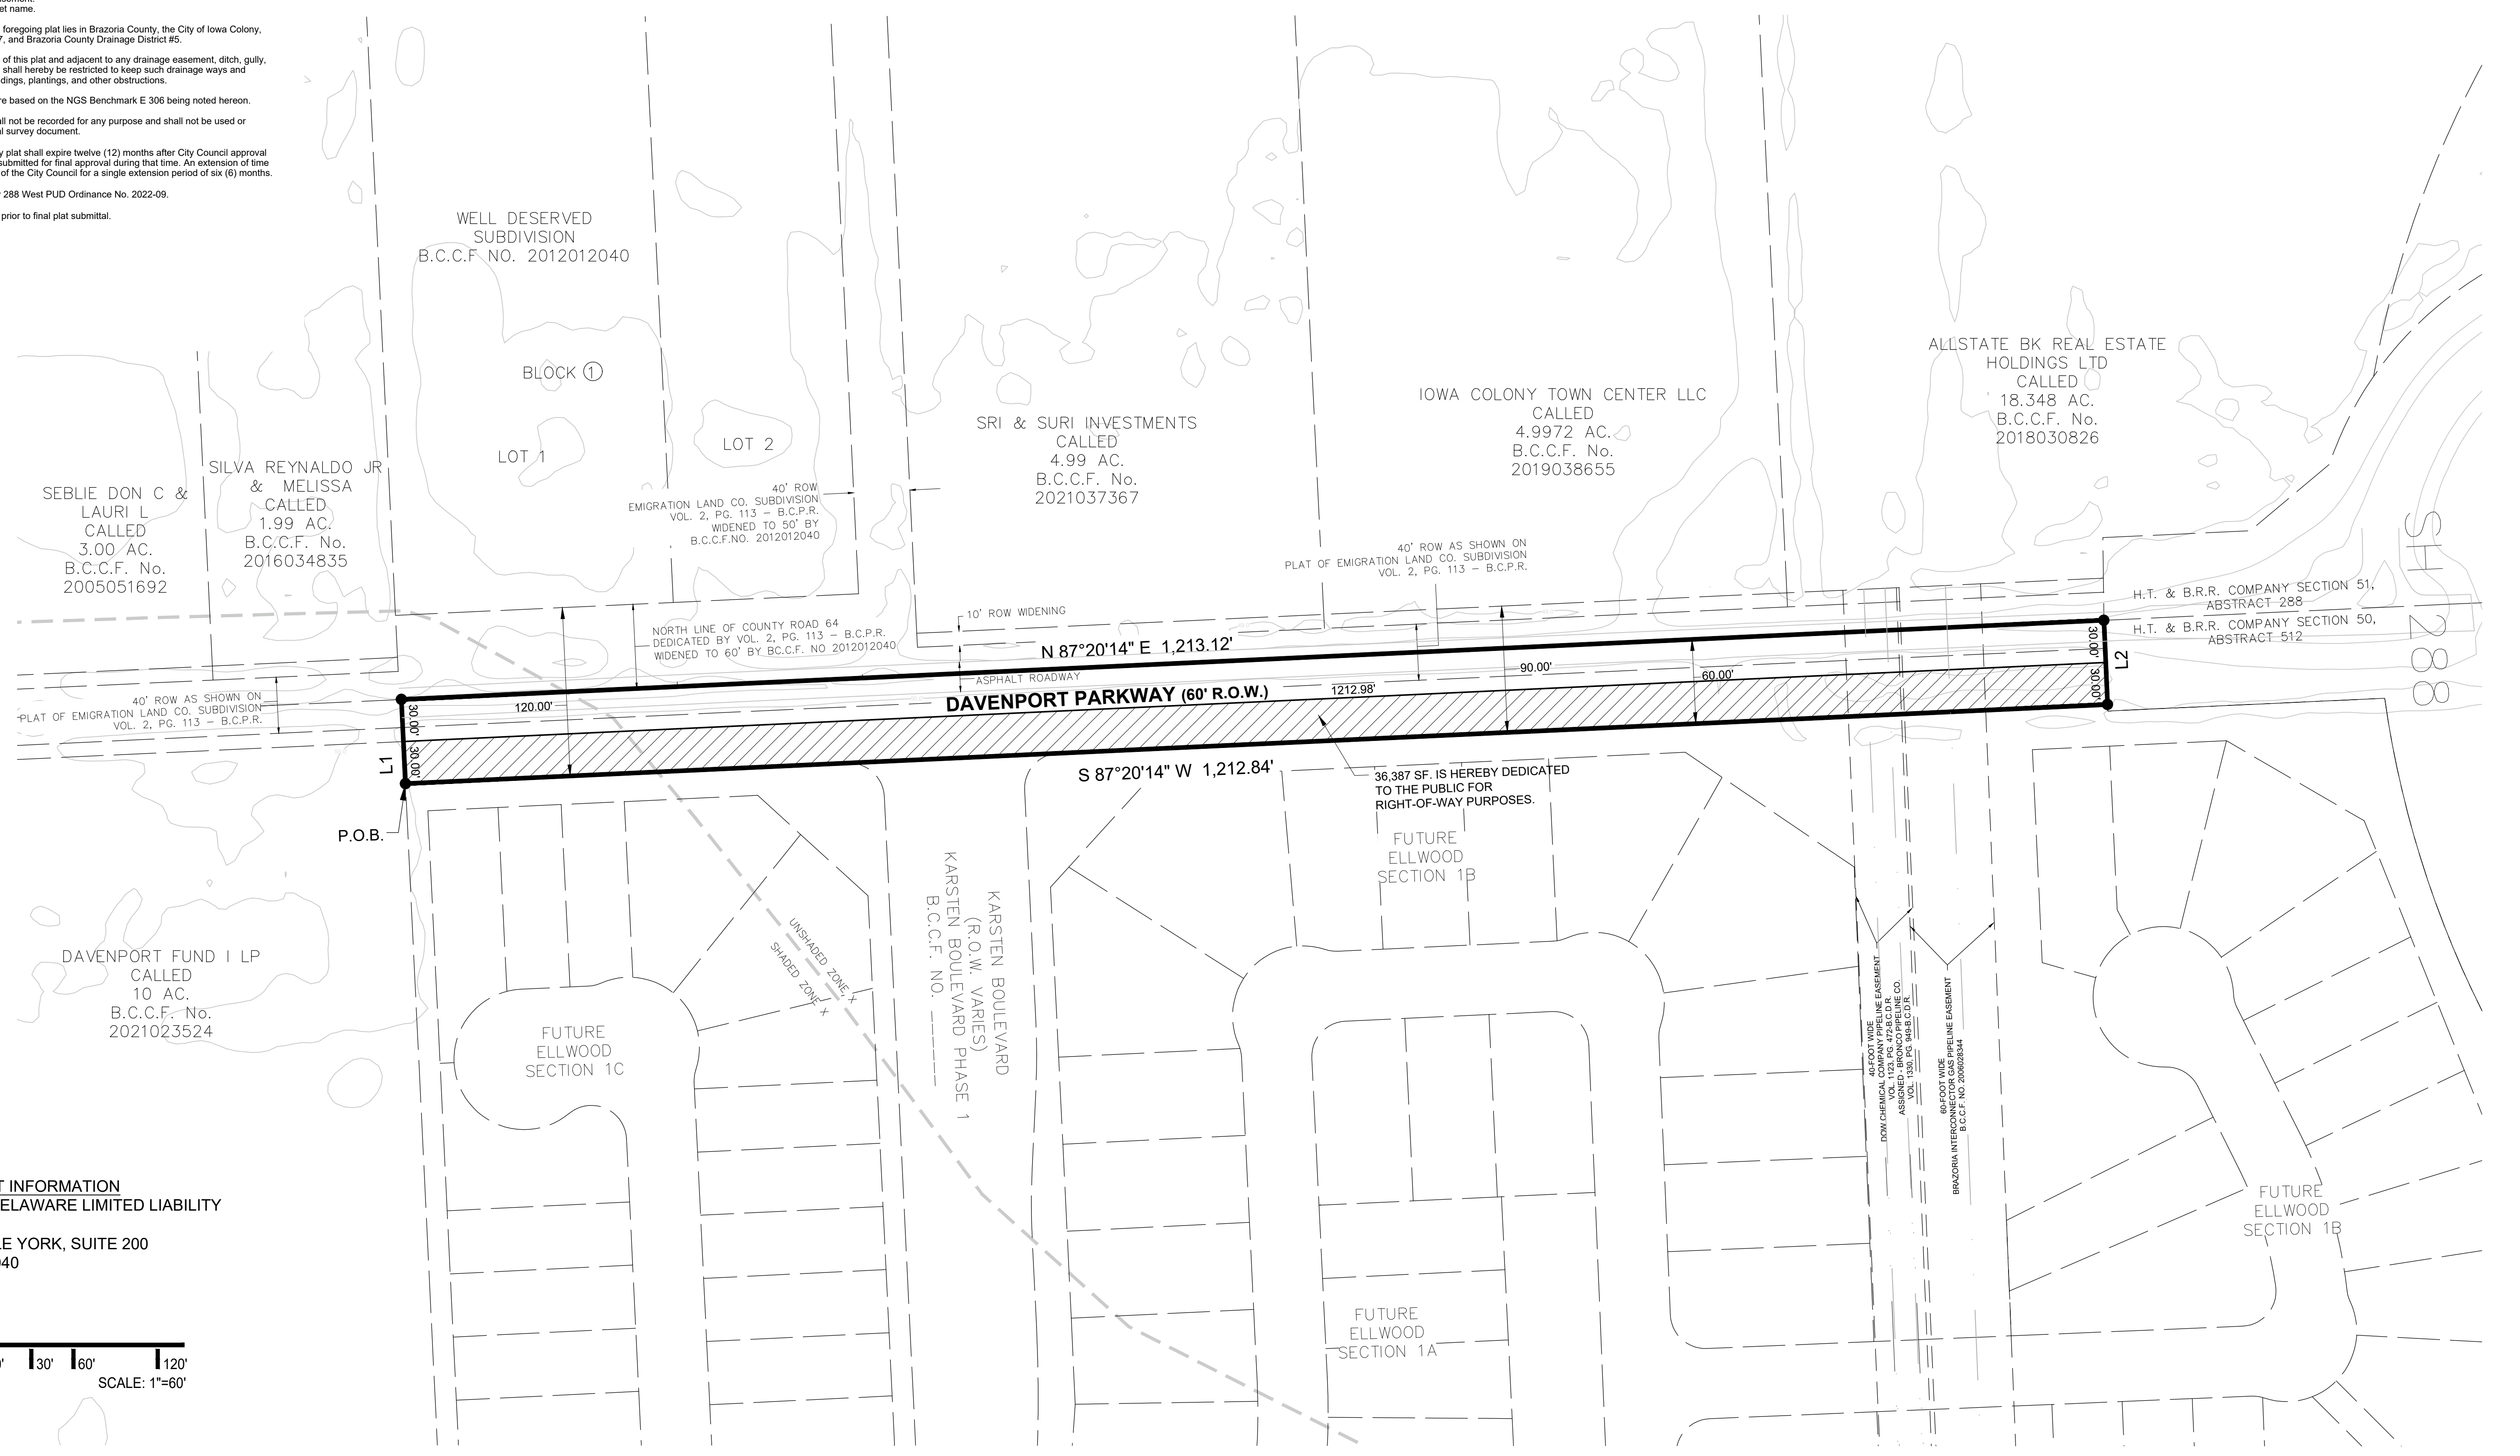 sement.
et name.
foregoing plat lies in Brazoria County, the City of Iowa Colony,
7, and Brazoria County Drainage District #5.
of this plat and adjacent to any drainage easement, ditch, gully,
shall hereby be restricted to keep such drainage ways and
dings, plantings, and other obstructions.
re based on the NGS Benchmark E 306 being noted hereon.
all not be recorded for any purpose and shall not be used or
al survey document.
y plat shall expire twelve (12) months after City Council approval
submitted for final approval during that time. An extension of time
of the City Council for a single extension period of six (6) months.
288 West PUD Ordinance No. 2022-09.
prior to final plat submittal.
WELL DESERVED
SUBDIVISION
B.C.C.F NO. 2012012040
BLOCK 1
LOT 1
LOT 2
SEBLIE DON C &
LAURI L
CALLED
3.00 AC.
B.C.C.F. No.
2005051692
SILVA REYNALDO JR
& MELISSA
CALLED
1.99 AC.
B.C.C.F. No.
2016034835
40' ROW
EMIGRATION LAND CO. SUBDIVISION
VOL. 2, PG. 113 – B.C.P.R.
WIDENED TO 50' BY
B.C.C.F.NO. 2012012040
SRI & SURI INVESTMENTS
CALLED
4.99 AC.
B.C.C.F. No.
2021037367
IOWA COLONY TOWN CENTER LLC
CALLED
4.9972 AC.
B.C.C.F. No.
2019038655
ALLSTATE BK REAL ESTATE
HOLDINGS LTD
CALLED
18.348 AC.
B.C.C.F. No.
2018030826
40' ROW AS SHOWN ON
PLAT OF EMIGRATION LAND CO. SUBDIVISION
VOL. 2, PG. 113 – B.C.P.R.
10' ROW WIDENING
NORTH LINE OF COUNTY ROAD 64
DEDICATED BY VOL. 2, PG. 113 – B.C.P.R.
WIDENED TO 60' BY BC.C.F. NO 2012012040
H.T. & B.R.R. COMPANY SECTION 51,
ABSTRACT 288
H.T. & B.R.R. COMPANY SECTION 50,
ABSTRACT 512
SH 288
N 87°20'14" E 1,213.12'
ASPHALT ROADWAY
DAVENPORT PARKWAY (60' R.O.W.)
1212.98'
90.00'
60.00'
120.00'
30.00'
30.00'
L2
40' ROW AS SHOWN ON
PLAT OF EMIGRATION LAND CO. SUBDIVISION
VOL. 2, PG. 113 – B.C.P.R.
30.00'
30.00'
L1
P.O.B.
S 87°20'14" W 1,212.84'
36,387 SF. IS HEREBY DEDICATED
TO THE PUBLIC FOR
RIGHT-OF-WAY PURPOSES.
FUTURE
ELLWOOD
SECTION 1B
KARSTEN BOULEVARD
(R.O.W. VARIES)
KARSTEN BOULEVARD PHASE 1
B.C.C.F. NO. ______
UNSHADED ZONE, X
SHADED ZONE X
DAVENPORT FUND I LP
CALLED
10 AC.
B.C.C.F. No.
2021023524
FUTURE
ELLWOOD
SECTION 1C
40-FOOT WIDE
DOW CHEMICAL COMPANY PIPELINE EASEMENT
VOL. 1123, PG. 472-B.C.D.R.
ASSIGNED - BRONCO PIPELINE CO.
VOL. 1330, PG. 949-B.C.D.R.
60-FOOT WIDE
BRAZORIA INTERCONNECTOR GAS PIPELINE EASEMENT
B.C.C.F. NO. 2006028344
FUTURE
ELLWOOD
SECTION 1B
FUTURE
ELLWOOD
SECTION 1A
T INFORMATION
ELAWARE LIMITED LIABILITY
LE YORK, SUITE 200
040
0' 30' 60' 120'
SCALE: 1"=60'